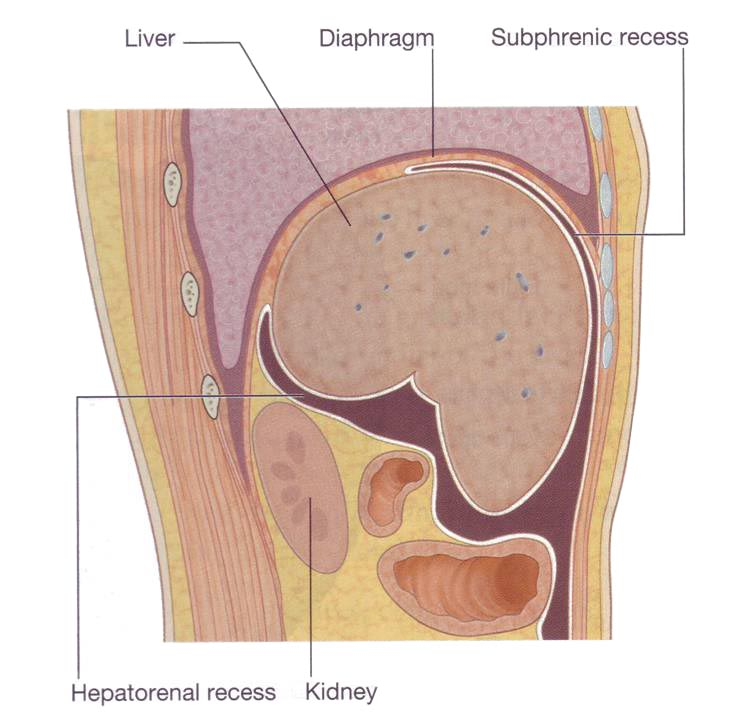 Liver
Diaphragm
Subphrenic recess
Hepatorenal recess
Kidney